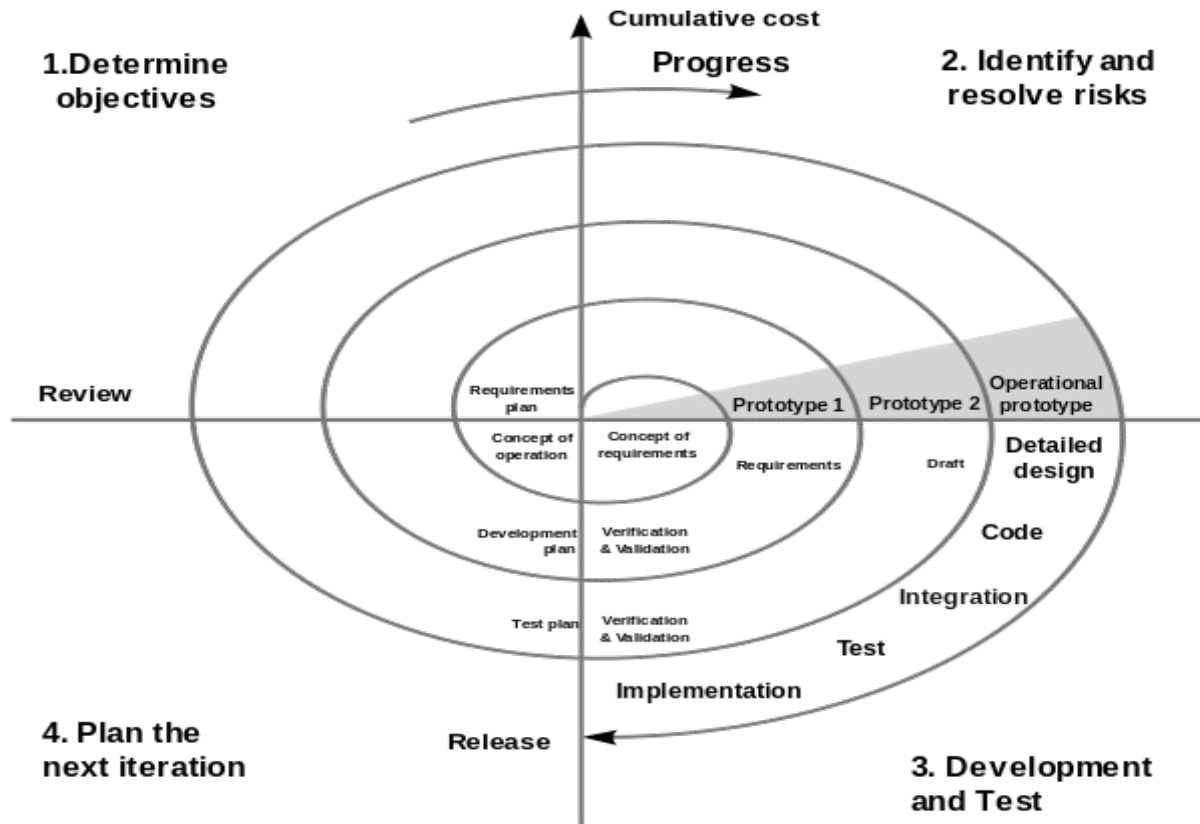 Cumulative cost
1.Determine
objectives
Progress
2. Identify and
resolve risks
Review
Requirements
plan
Prototype 1
Prototype 2
Operational
prototype
Concept of
operation
Concept of
requirements
Requirements
Draft
Detailed
design
Development
plan
Verification
& Validation
Code
Integration
Test plan
Verification
& Validation
Test
Implementation
Release
4. Plan the
next iteration
3. Development
and Test